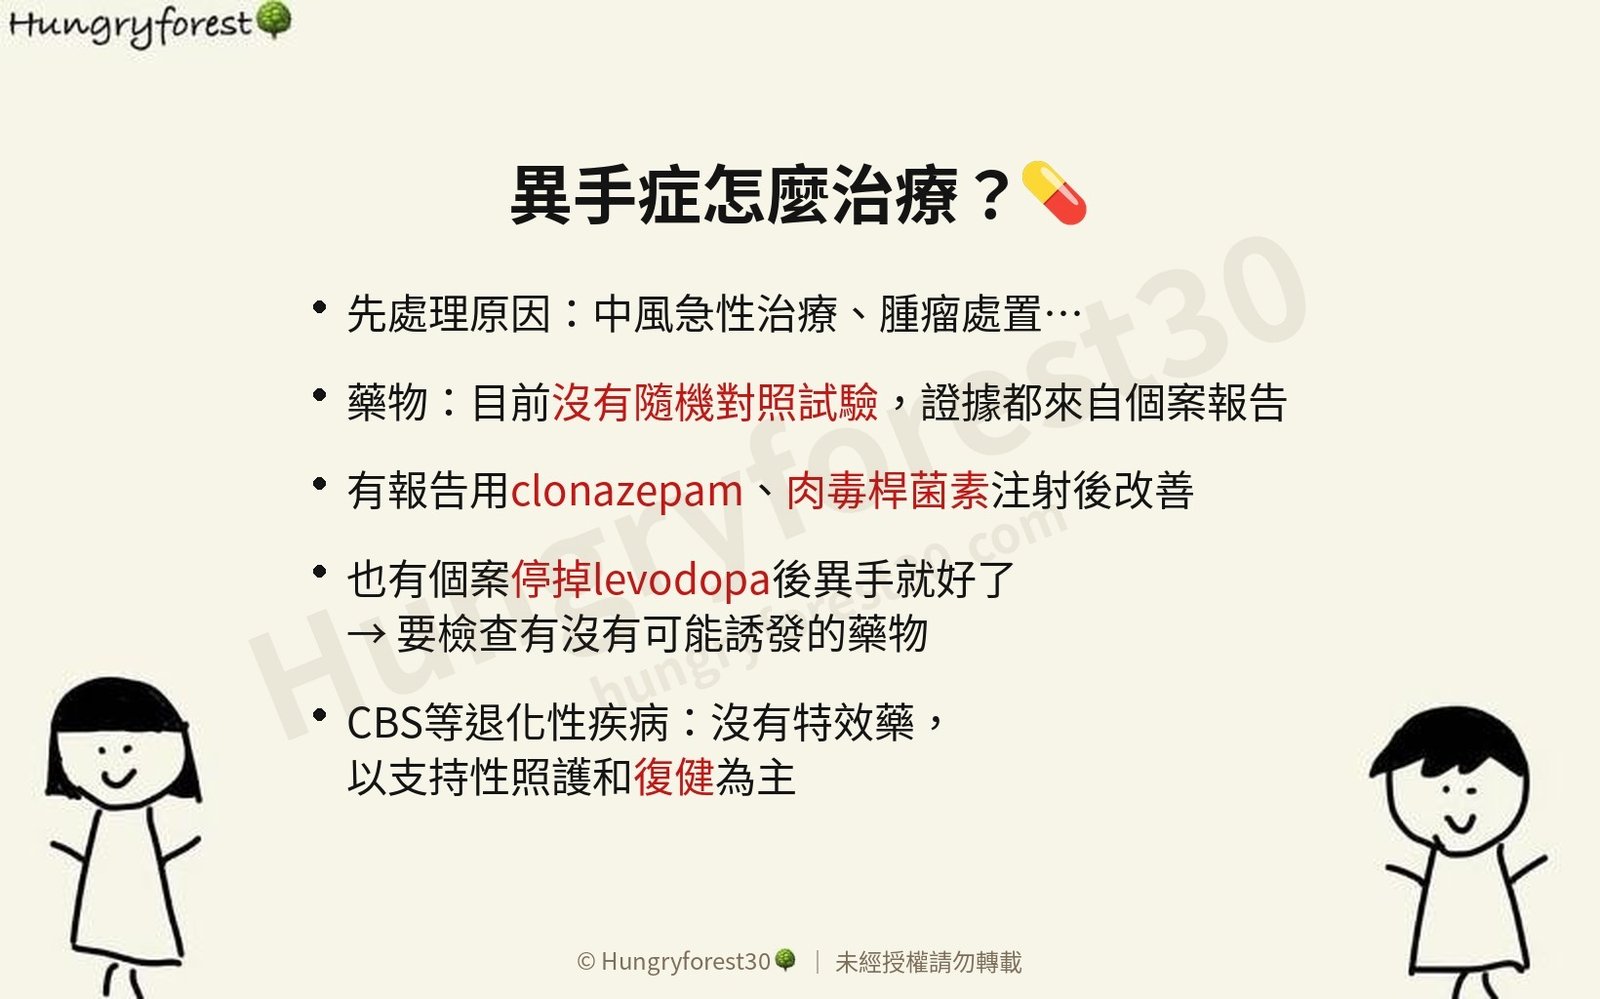 Hungryforest
異手症怎麼治療？
• 先處理原因：中風急性治療、腫瘤處置…
• 藥物：目前沒有隨機對照試驗，證據都來自個案報告
• 有報告用clonazepam、肉毒桿菌素注射後改善
• 也有個案停掉levodopa後異手就好了
→ 要檢查有沒有可能誘發的藥物
• CBS等退化性疾病：沒有特效藥，
以支持性照護和復健為主
Hungryforest30
hungryforest30.com
© Hungryforest30 | 未經授權請勿轉載